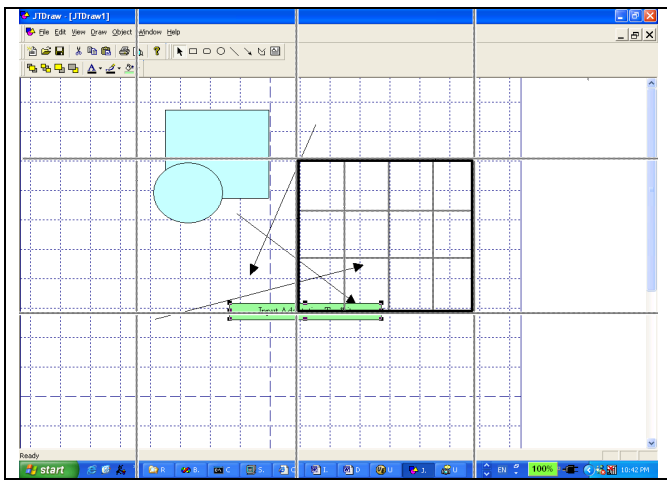 JTDraw - [JTDraw1]
File Edit View Draw Object Window Help
Ready
start R B. C S. C I. D U J. U EN 100% 10:42 PM